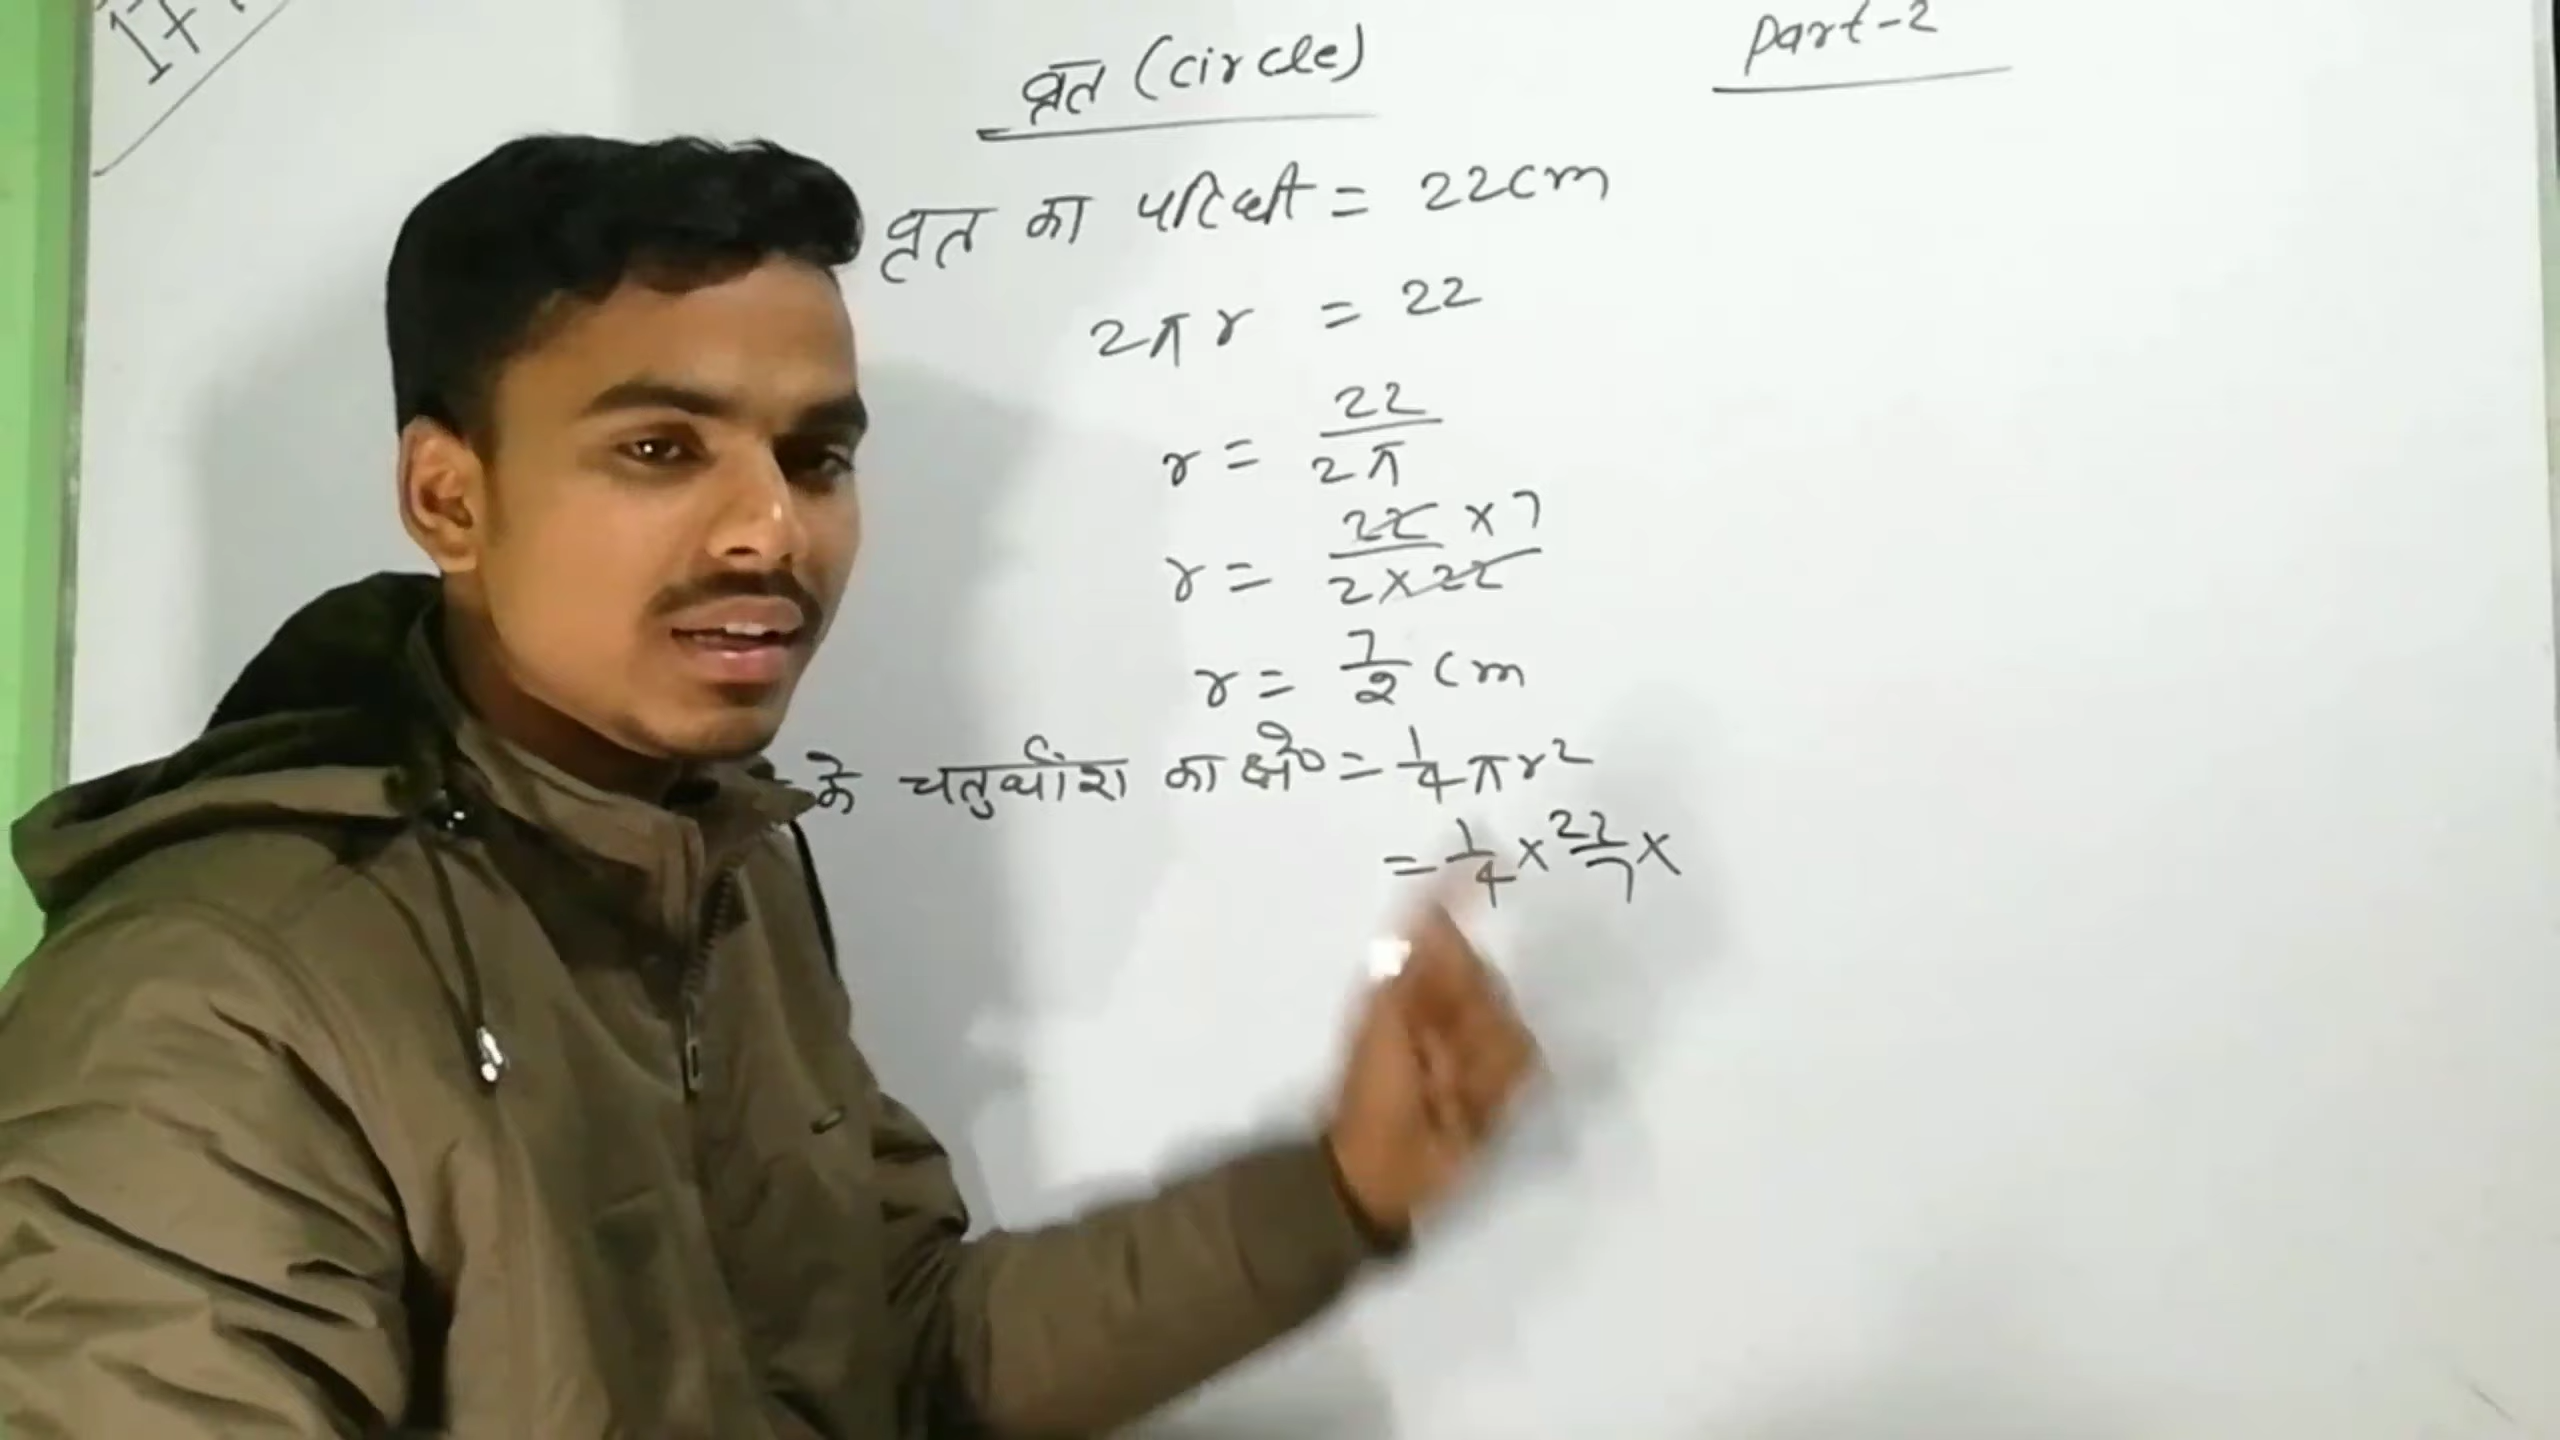 17
वृत (circle)
Part-2
वृत का परिधी = 22cm
2πr = 22
r = 22/2π
r = 22 × 7/2 × 22
r = 7/2 cm
के चतुर्थांश का क्षे० = 1/4 πr²
= 1/4 × 22/7 ×